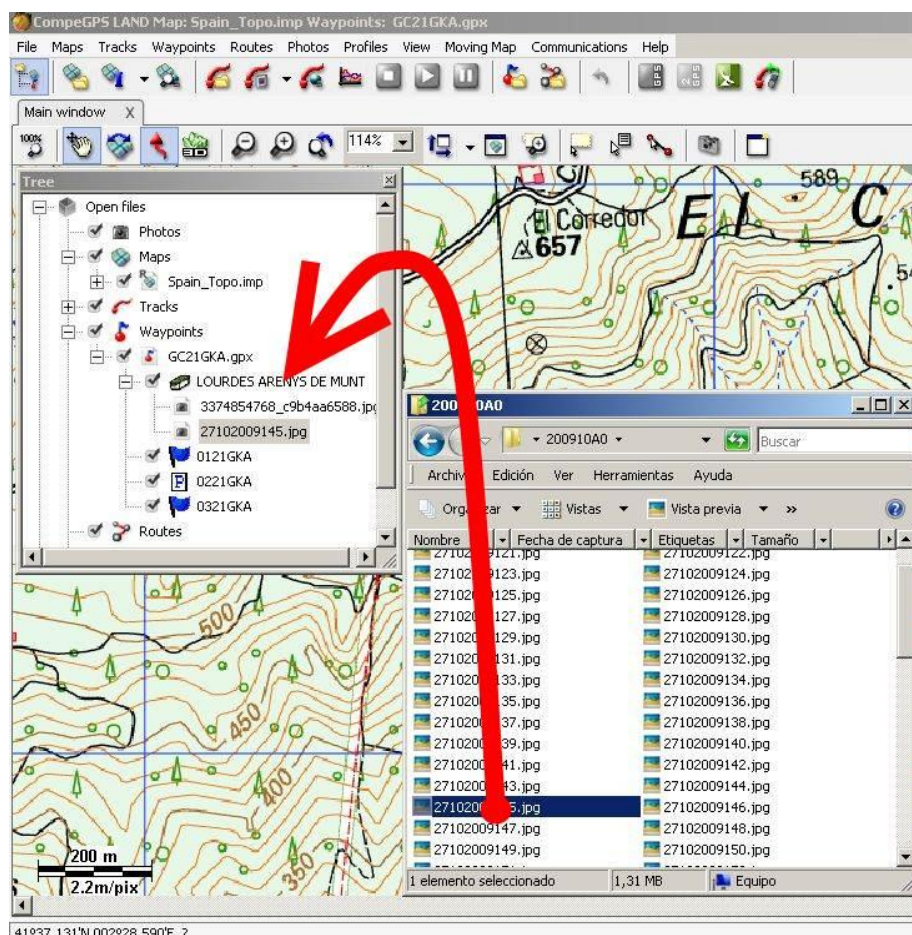 CompeGPS LAND Map: Spain_Topo.imp Waypoints: GC21GKA.gpx
File Maps Tracks Waypoints Routes Photos Profiles View Moving Map Communications Help
Main window X
100% 114%
Tree
Open files
Photos
Maps
Spain_Topo.imp
Tracks
Waypoints
GC21GKA.gpx
LOURDES ARENYS DE MUNT
3374854768_c9b4aa6588.jpg
27102009145.jpg
0121GKA
P 0221GKA
0321GKA
Routes
589
El Corredor
EL C
657
200910A0
200910A0
Buscar
Edición Ver Herramientas Ayuda
Vistas Vista previa »
Nombre Fecha de captura Etiquetas Tamaño
27102009122.jpg
27102009124.jpg
27102009126.jpg
27102009128.jpg
27102009130.jpg
27102009132.jpg
27102009134.jpg
27102009136.jpg
27102009138.jpg
27102009140.jpg
27102009142.jpg
27102009144.jpg
27102009146.jpg
27102009147.jpg 27102009148.jpg
27102009149.jpg 27102009150.jpg
1 elemento seleccionado 1,31 MB Equipo
500
450
400
350
200 m
2.2m/pix